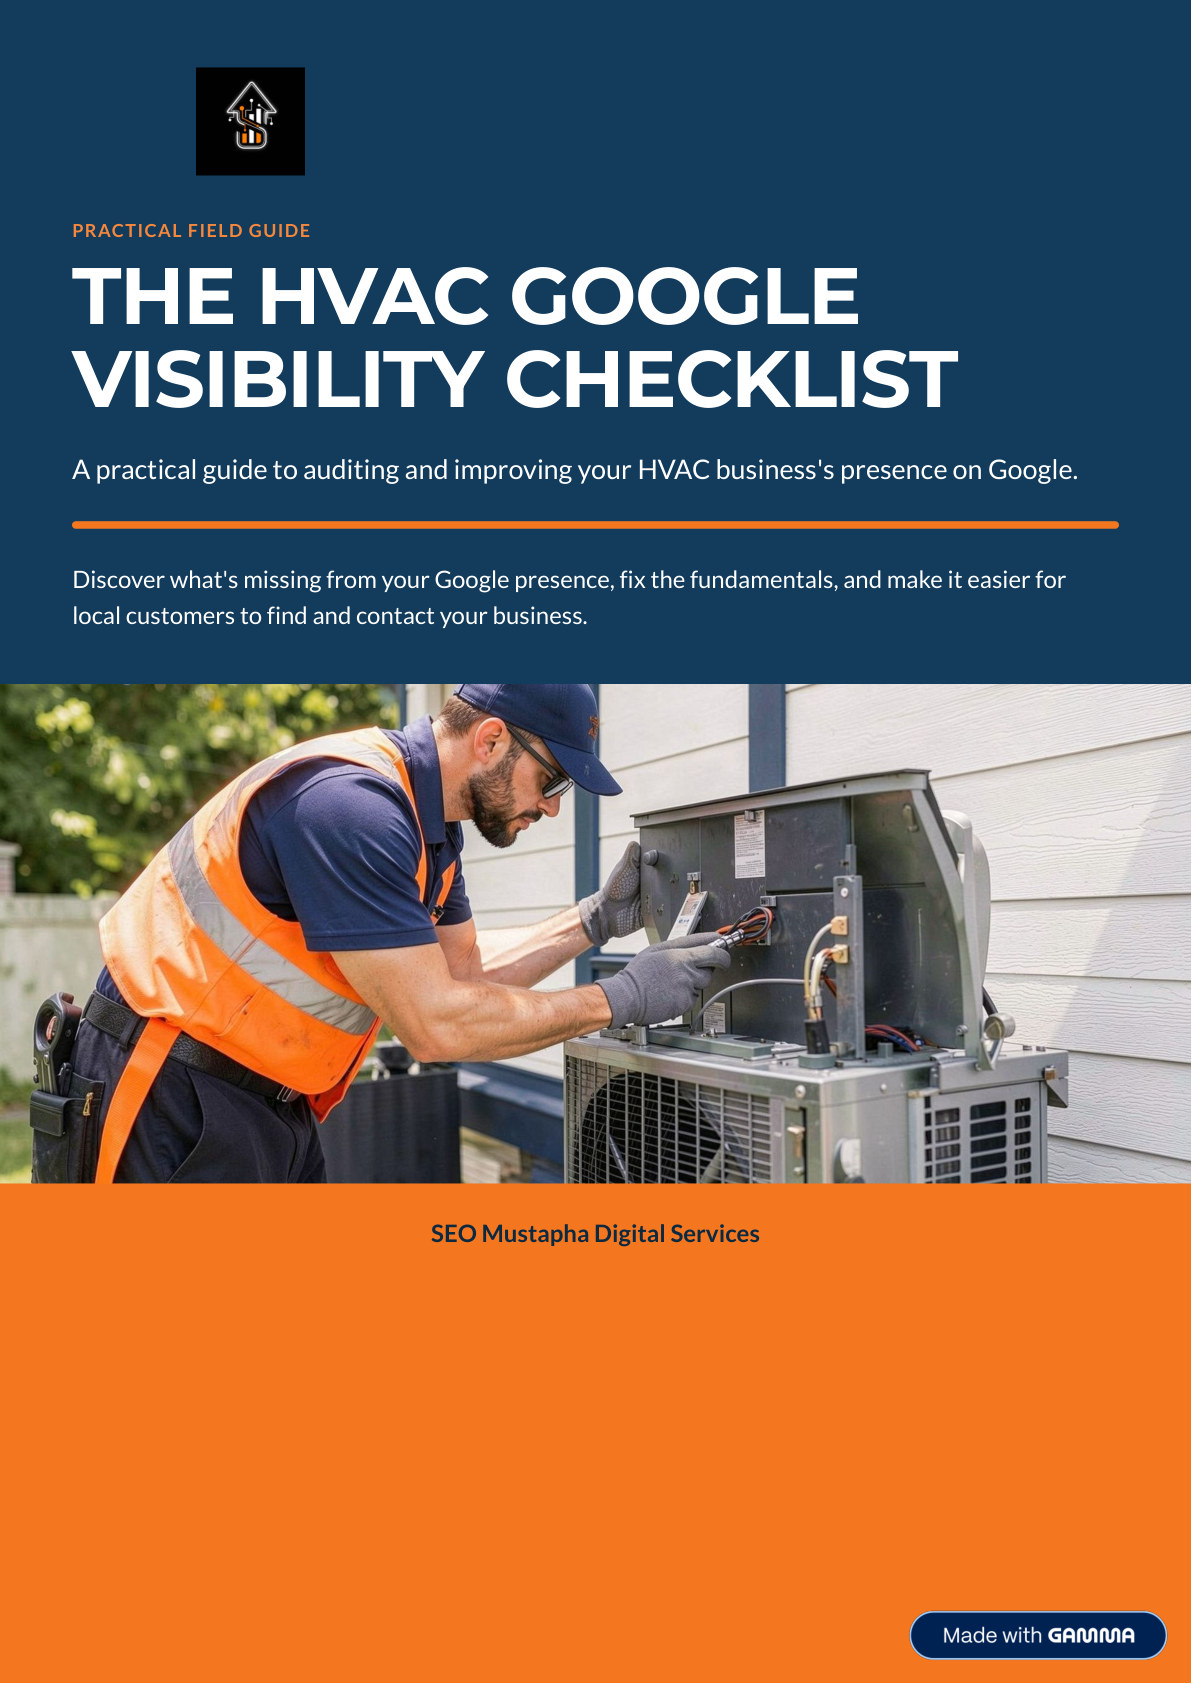 PRACTICAL FIELD GUIDE
THE HVAC GOOGLE
VISIBILITY CHECKLIST
A practical guide to auditing and improving your HVAC business's presence on Google.
Discover what's missing from your Google presence, fix the fundamentals, and make it easier for
local customers to find and contact your business.
SEO Mustapha Digital Services
Made with GAMMA